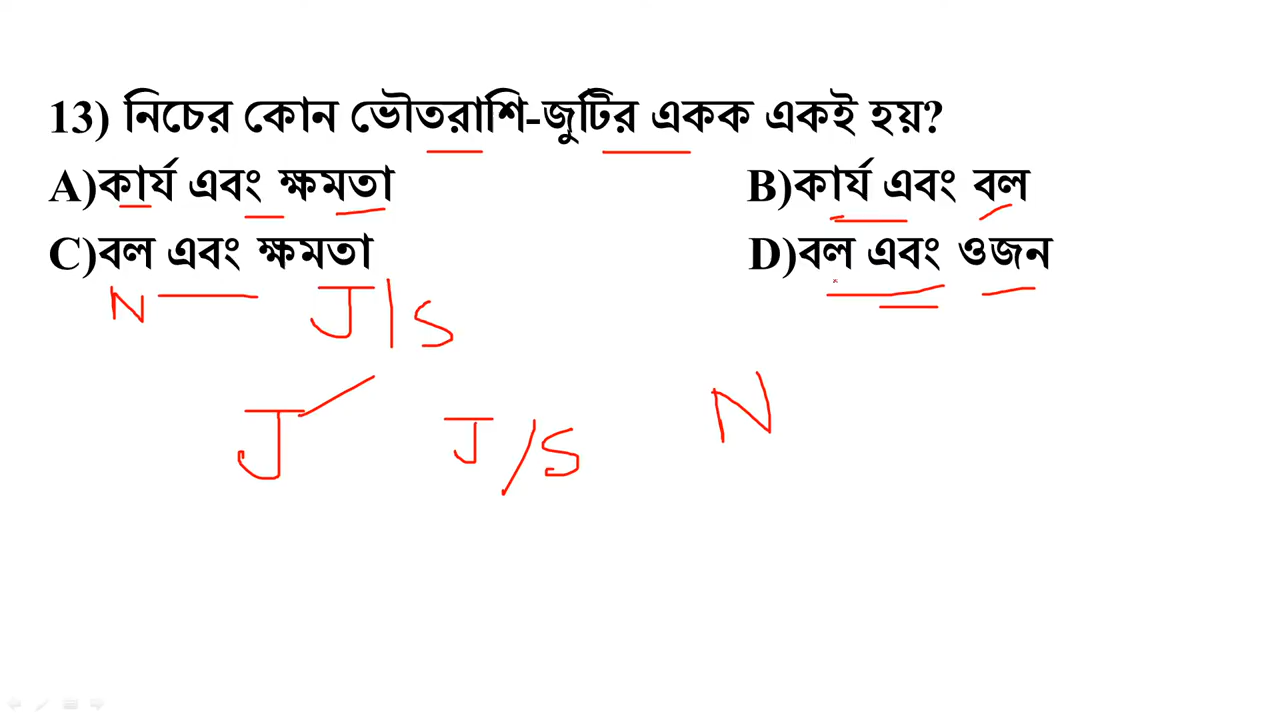 13) নিচের কোন ভৌতরাশি-জুটির একক একই হয়?
A)কার্য এবং ক্ষমতা B)কার্য এবং বল
C)বল এবং ক্ষমতা D)বল এবং ওজন
N J/S
J J/S N